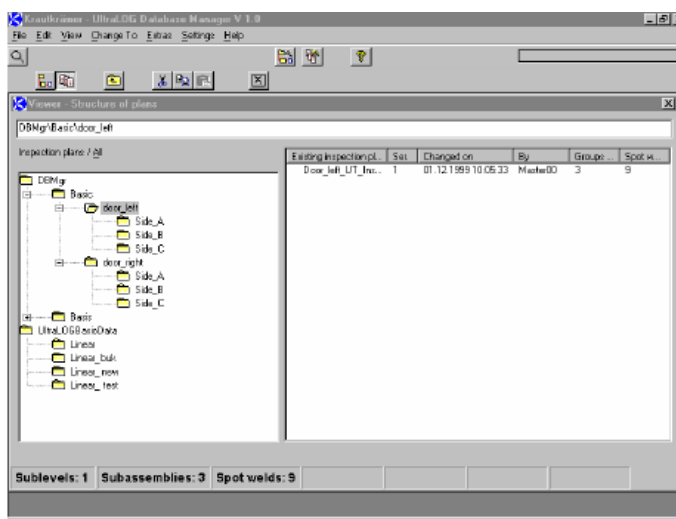 Krautkrämer - UltraLOG Database Manager V 1.0
File Edit View Change To Extras Settings Help
Viewer - Structure of plans
DBMgr\Basic\door_left
Inspection plans / All
Existing inspection pl... Set Changed on By Groups ... Spot w...
Door_left_UT_Ins.. 1 01.12.1999 10:05:33 Master00 3 9
DBMgr
Basic
door_left
Side_A
Side_B
Side_C
door_right
Side_A
Side_B
Side_C
Basis
UltraLOGBasicData
Linear
Linear_buk
Linear_new
Linear_test
Sublevels: 1 Subassemblies: 3 Spot welds: 9